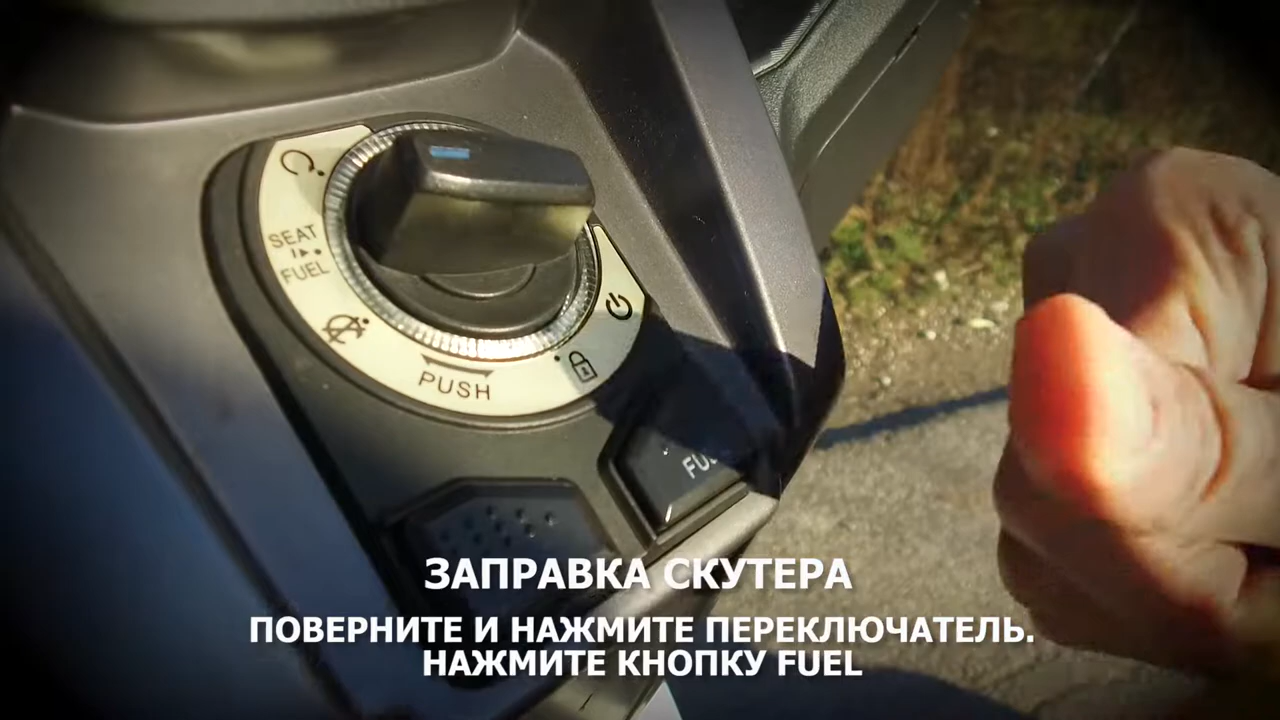 SEAT
FUEL
PUSH
ЗАПРАВКА СКУТЕРА
ПОВЕРНИТЕ И НАЖМИТЕ ПЕРЕКЛЮЧАТЕЛЬ.
НАЖМИТЕ КНОПКУ FUEL